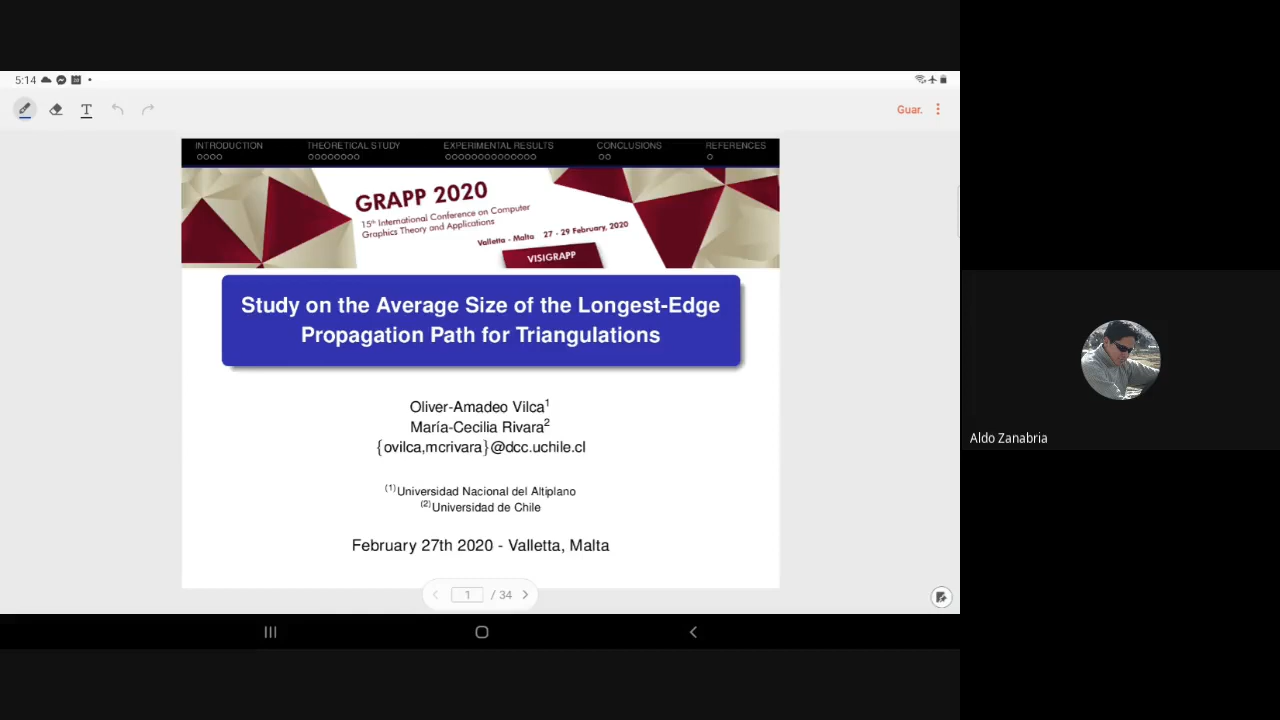 5:14
T
Guar.
INTRODUCTION
THEORETICAL STUDY
EXPERIMENTAL RESULTS
CONCLUSIONS
REFERENCES
GRAPP 2020
15th International Conference on Computer
Graphics Theory and Applications
Valletta - Malta 27 - 29 February, 2020
VISIGRAPP
Study on the Average Size of the Longest-Edge
Propagation Path for Triangulations
Oliver-Amadeo Vilca1
María-Cecilia Rivara2
{ovilca,mcrivara}@dcc.uchile.cl
(1)Universidad Nacional del Altiplano
(2)Universidad de Chile
February 27th 2020 - Valletta, Malta
1 / 34
Aldo Zanabria